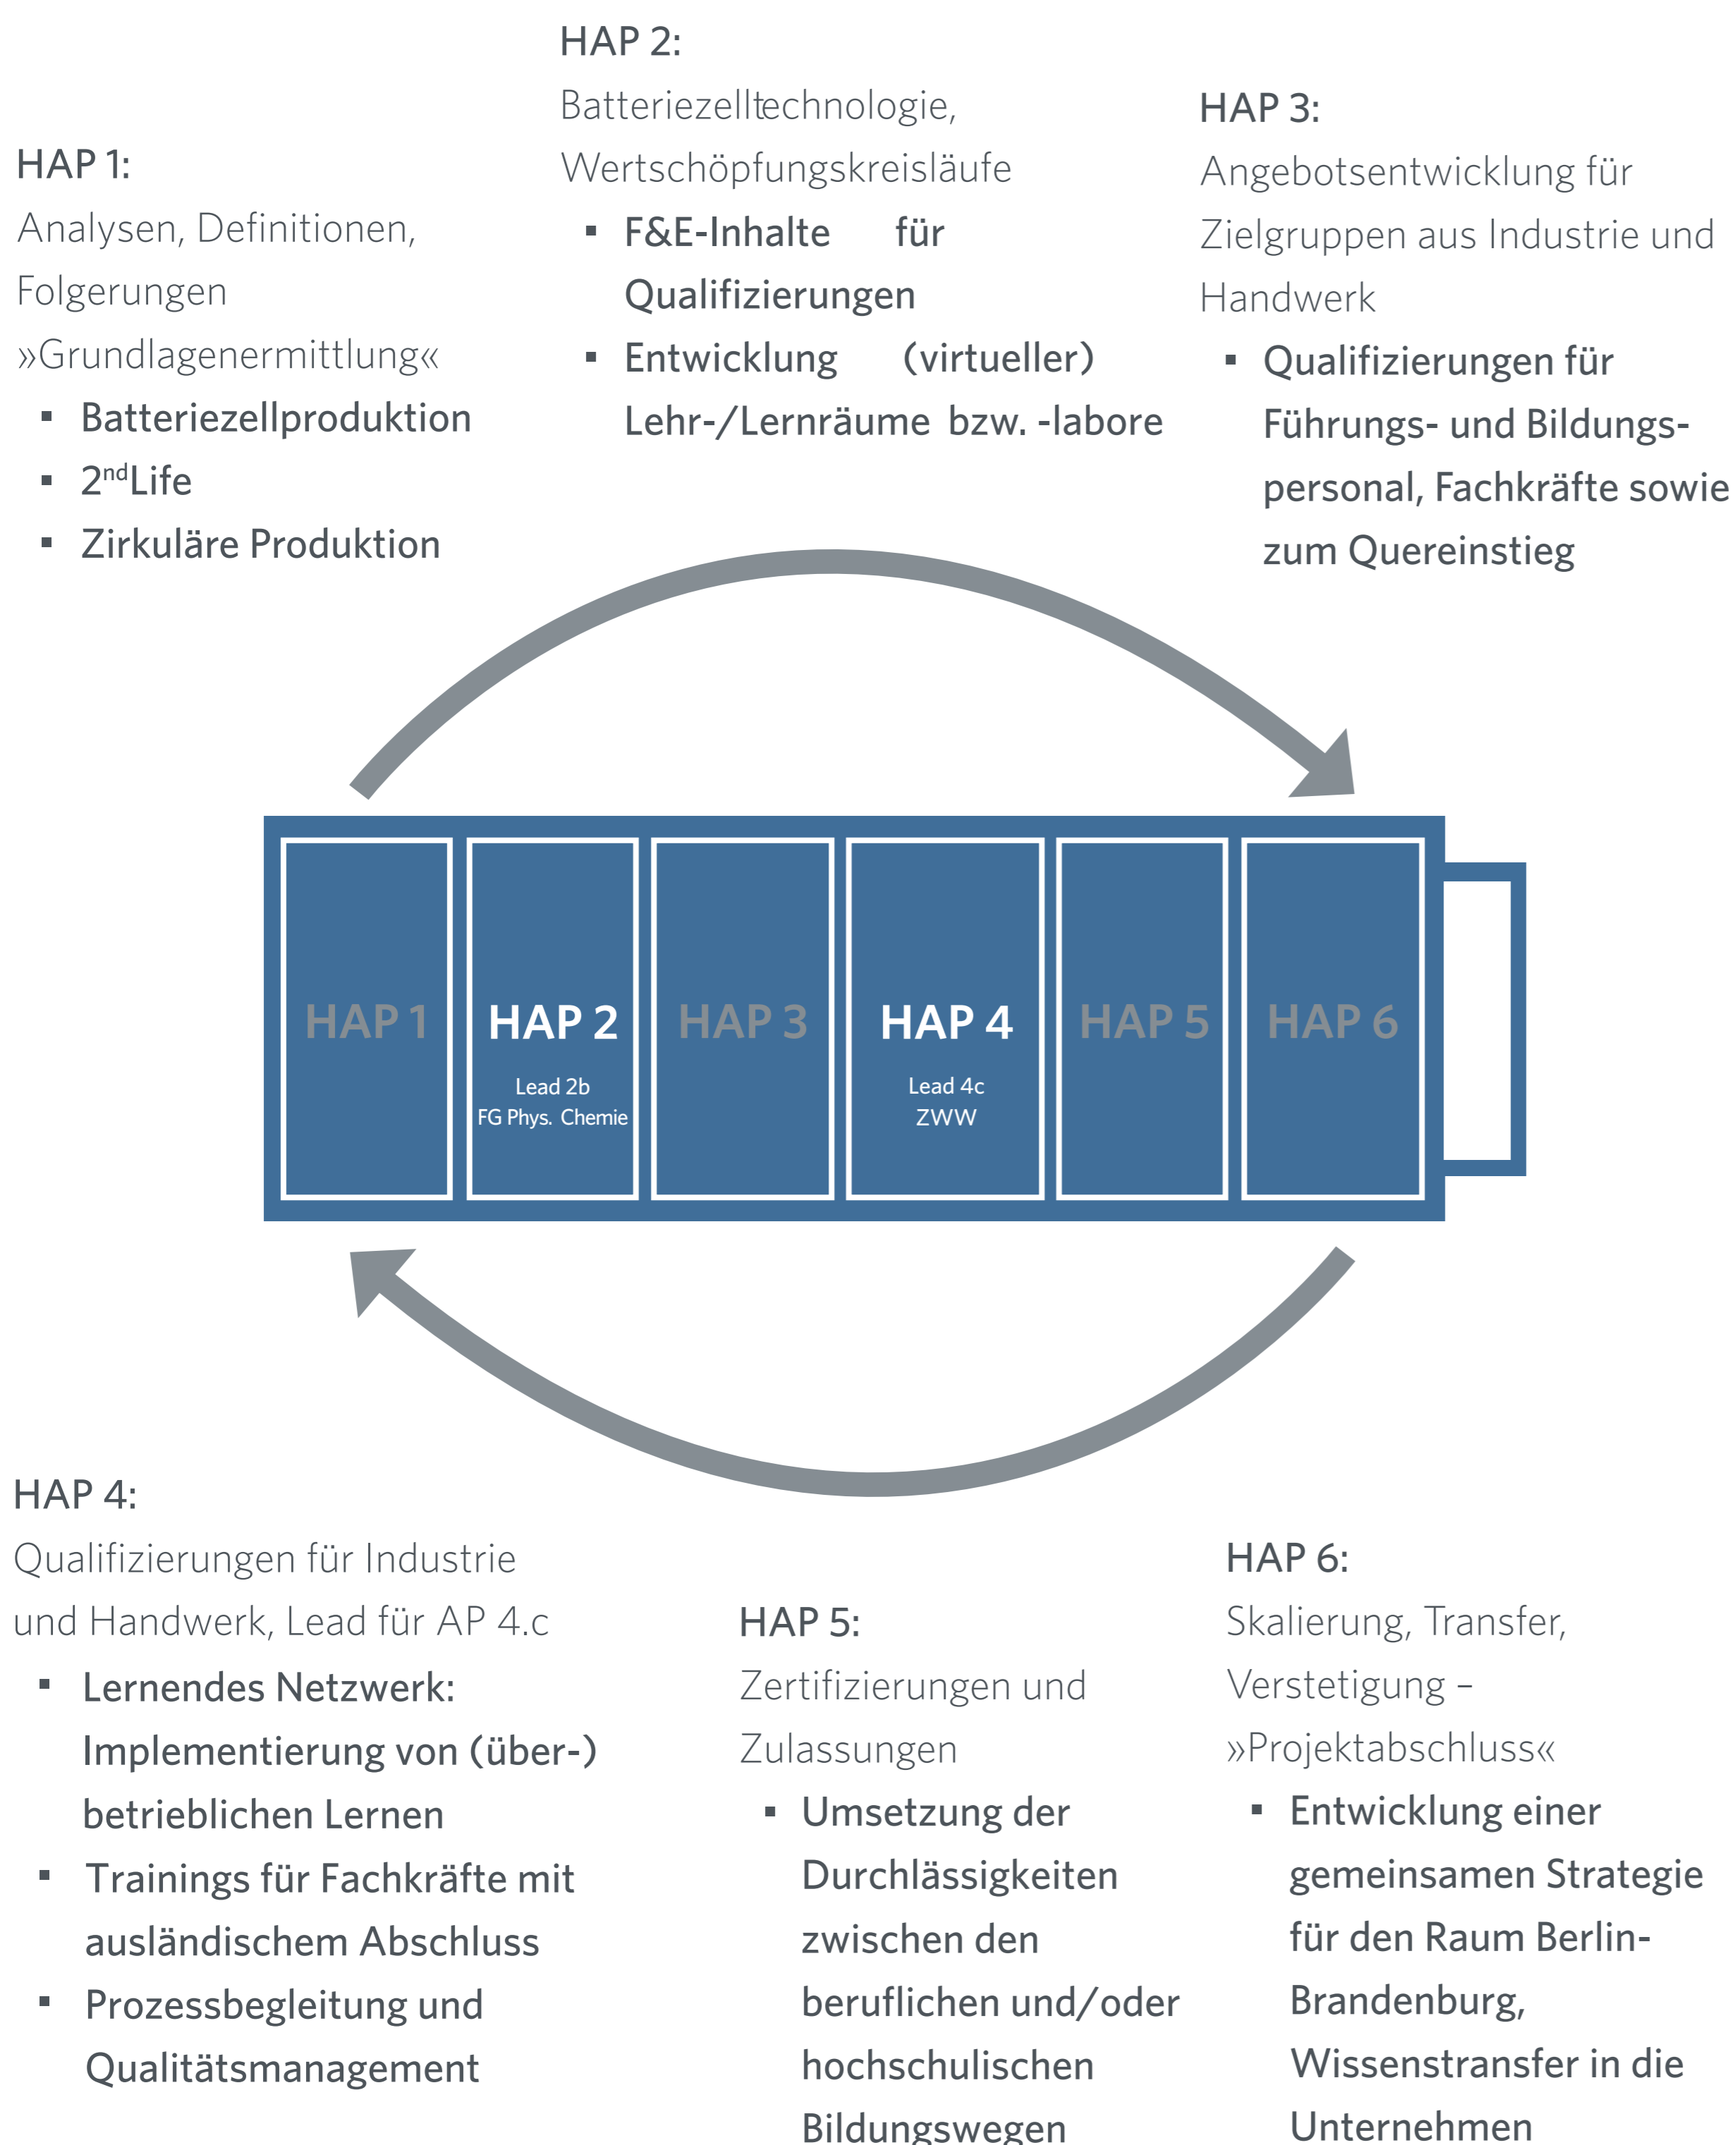 HAP 1:
Analysen, Definitionen,
Folgerungen
»Grundlagenermittlung«
▪ Batteriezellproduktion
▪ 2ndLife
▪ Zirkuläre Produktion
HAP 2:
Batteriezelltechnologie,
Wertschöpfungskreisläufe
▪ F&E-Inhalte für
Qualifizierungen
▪ Entwicklung (virtueller)
Lehr-/Lernräume bzw. -labore
HAP 3:
Angebotsentwicklung für
Zielgruppen aus Industrie und
Handwerk
▪ Qualifizierungen für
Führungs- und Bildungs-
personal, Fachkräfte sowie
zum Quereinstieg
HAP 1
HAP 2
Lead 2b
FG Phys. Chemie
HAP 3
HAP 4
Lead 4c
ZWW
HAP 5
HAP 6
HAP 4:
Qualifizierungen für Industrie
und Handwerk, Lead für AP 4.c
▪ Lernendes Netzwerk:
Implementierung von (über-)
betrieblichen Lernen
▪ Trainings für Fachkräfte mit
ausländischem Abschluss
▪ Prozessbegleitung und
Qualitätsmanagement
HAP 5:
Zertifizierungen und
Zulassungen
▪ Umsetzung der
Durchlässigkeiten
zwischen den
beruflichen und/oder
hochschulischen
Bildungswegen
HAP 6:
Skalierung, Transfer,
Verstetigung –
»Projektabschluss«
▪ Entwicklung einer
gemeinsamen Strategie
für den Raum Berlin-
Brandenburg,
Wissenstransfer in die
Unternehmen